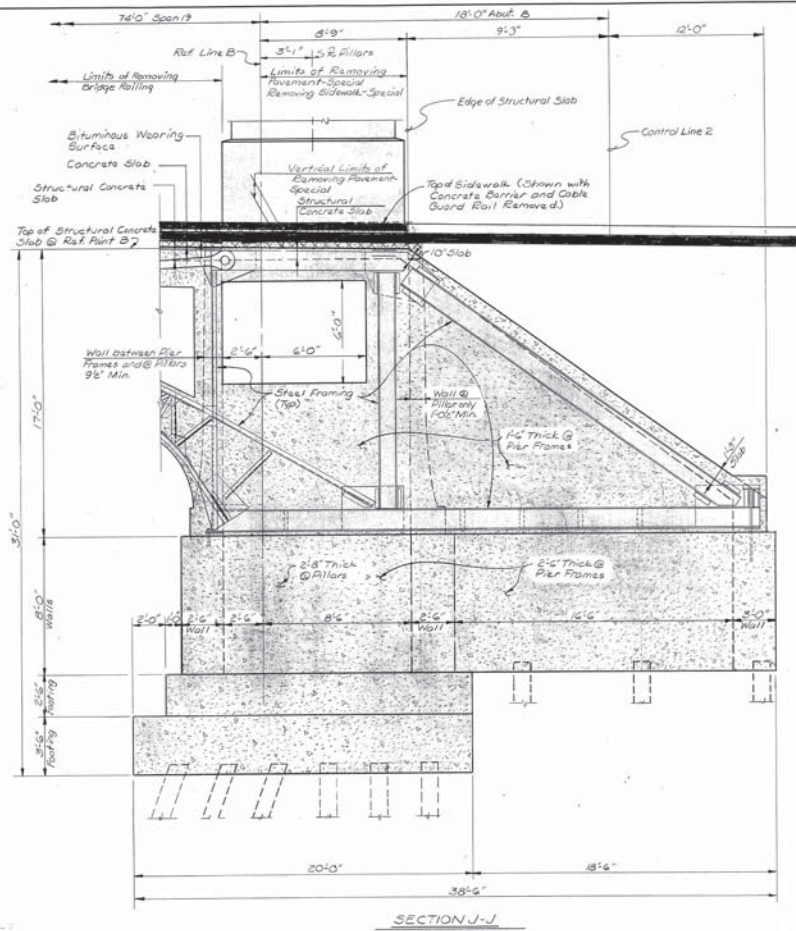 74'-0" Span 19
18'-0" Abut. B
8'-9"
9'-3"
12'-0"
Ref. Line B
3'-1"
S.R. Pillars
Limits of Removing
Bridge Railing
Limits of Removing
Pavement-Special
Removing Sidewalk-Special
Edge of Structural Slab
Control Line 2
Bituminous Wearing
Surface
Concrete Slab
Structural Concrete
Slab
Vertical Limits of
Removing Pavement-
Special
Structural
Concrete Slab
Top of Sidewalk (Shown with
Concrete Barrier and Cable
Guard Rail Removed.)
Top of Structural Concrete
Slab @ Ref. Point B
10" Slab
6'-0"
2'-6"
6'-0"
Wall between Pier
Frames and @ Pillars
9½" Min.
Steel Framing
(Typ.)
Wall @
Pillar only
1'-0½" Min.
1'-6" Thick @
Pier Frames
1'-3"
Slab
17'-0"
31'-0"
2'-8" Thick
@ Pillars
2'-6" Thick @
Pier Frames
8'-0"
Walls
2'-0"
1'-0"
2'-6"
Wall
2'-6"
8'-6"
2'-6"
Wall
16'-6"
3'-0"
Wall
2'-6"
Footing
3'-6"
Footing
20'-0"
18'-6"
38'-6"
SECTION J-J